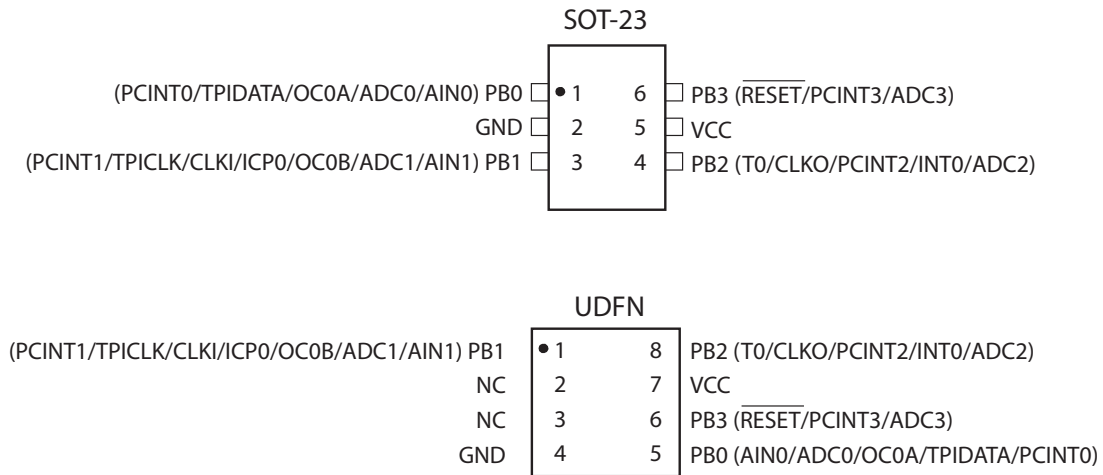 SOT-23
(PCINT0/TPIDATA/OC0A/ADC0/AIN0) PB0 1 6 PB3 (RESET/PCINT3/ADC3)
GND 2 5 VCC
(PCINT1/TPICLK/CLKI/ICP0/OC0B/ADC1/AIN1) PB1 3 4 PB2 (T0/CLKO/PCINT2/INT0/ADC2)
UDFN
(PCINT1/TPICLK/CLKI/ICP0/OC0B/ADC1/AIN1) PB1 1 8 PB2 (T0/CLKO/PCINT2/INT0/ADC2)
NC 2 7 VCC
NC 3 6 PB3 (RESET/PCINT3/ADC3)
GND 4 5 PB0 (AIN0/ADC0/OC0A/TPIDATA/PCINT0)